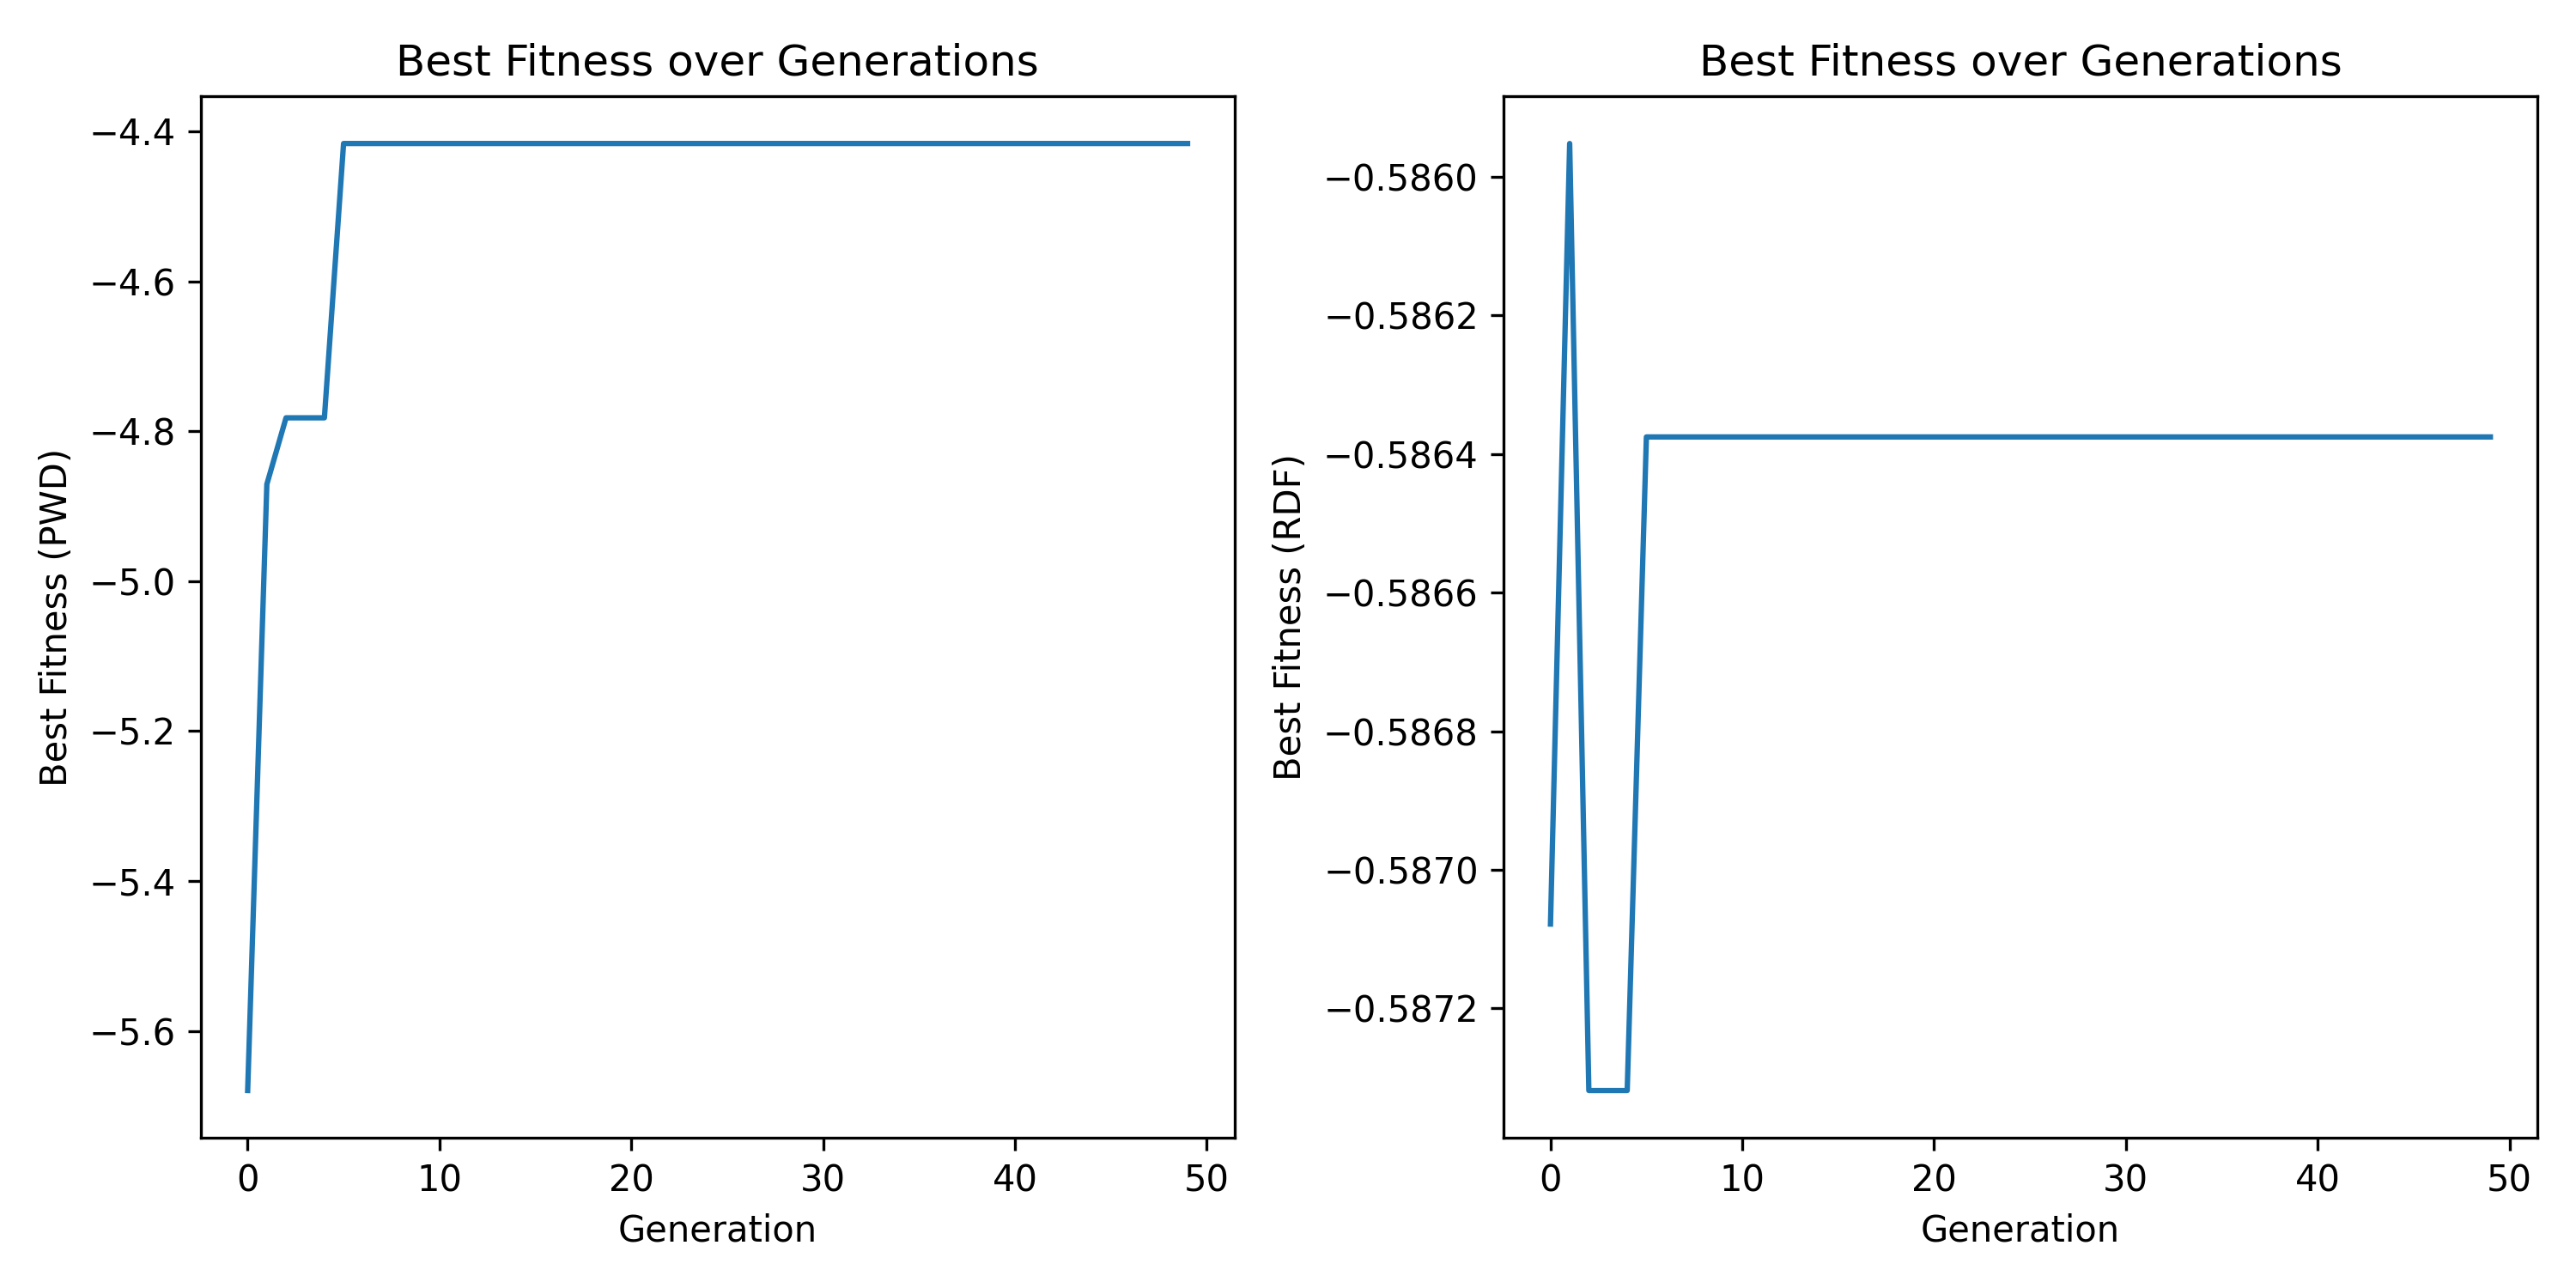 Best Fitness over Generations
−4.4
−4.6
−4.8
−5.0
−5.2
−5.4
−5.6
Best Fitness (PWD)
0 10 20 30 40 50
Generation
Best Fitness over Generations
−0.5860
−0.5862
−0.5864
−0.5866
−0.5868
−0.5870
−0.5872
Best Fitness (RDF)
0 10 20 30 40 50
Generation